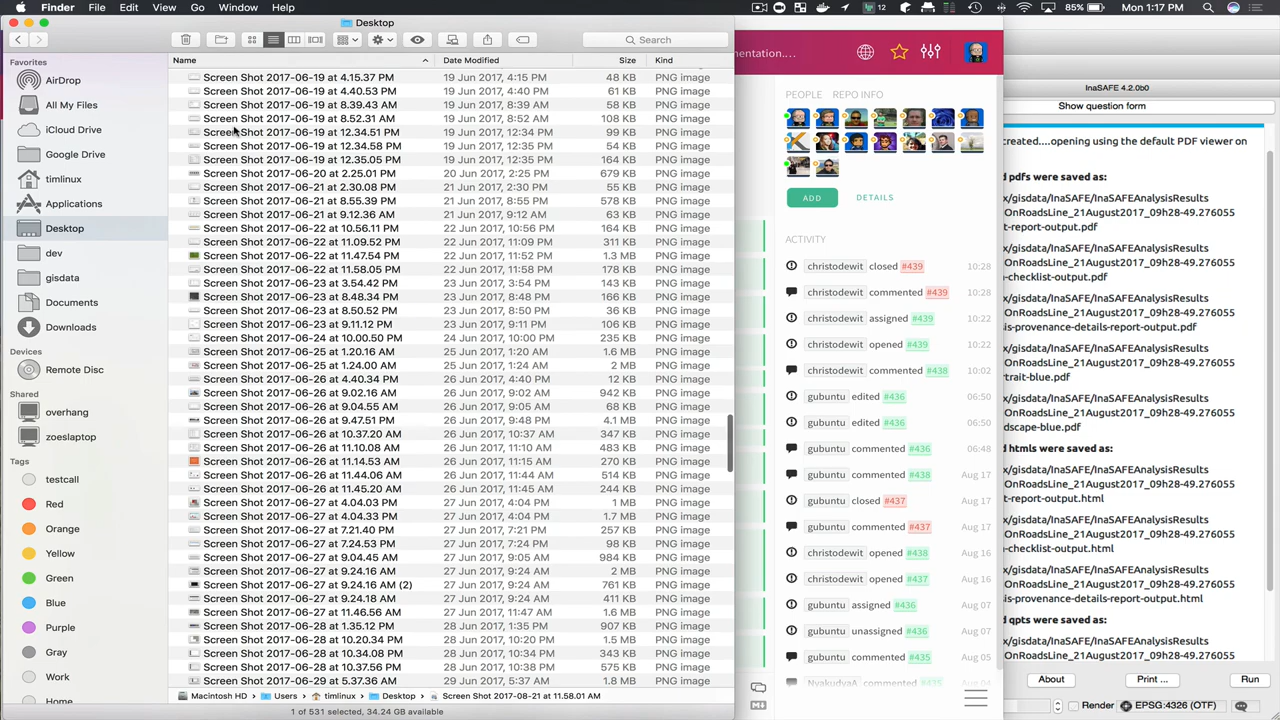 Finder File Edit View Go Window Help
12 85% Mon 1:17 AM
Desktop
Search
Favorites
AirDrop
All My Files
iCloud Drive
Google Drive
timlinux
Applications
Desktop
dev
gisdata
Documents
Downloads
Devices
Remote Disc
Shared
overhang
zoeslaptop
Tags
testcall
Red
Orange
Yellow
Green
Blue
Purple
Gray
Work
Home
Name Date Modified Size Kind
Screen Shot 2017-06-19 at 4.15.37 PM 19 Jun 2017, 4:15 PM 48 KB PNG image
Screen Shot 2017-06-19 at 4.40.53 PM 19 Jun 2017, 4:40 PM 61 KB PNG image
Screen Shot 2017-06-19 at 8.39.43 AM 19 Jun 2017, 8:39 AM 58 KB PNG image
Screen Shot 2017-06-19 at 8.52.31 AM 19 Jun 2017, 8:52 AM 108 KB PNG image
Screen Shot 2017-06-19 at 12.34.51 PM 19 Jun 2017, 12:34 PM 99 KB PNG image
Screen Shot 2017-06-19 at 12.34.58 PM 19 Jun 2017, 12:35 PM 54 KB PNG image
Screen Shot 2017-06-19 at 12.35.05 PM 19 Jun 2017, 12:35 PM 164 KB PNG image
Screen Shot 2017-06-20 at 2.25.01 PM 20 Jun 2017, 2:25 PM 679 KB PNG image
Screen Shot 2017-06-21 at 2.30.08 PM 21 Jun 2017, 2:30 PM 55 KB PNG image
Screen Shot 2017-06-21 at 8.55.39 PM 21 Jun 2017, 8:55 PM 578 KB PNG image
Screen Shot 2017-06-21 at 9.12.36 AM 21 Jun 2017, 9:12 AM 63 KB PNG image
Screen Shot 2017-06-22 at 10.56.11 PM 22 Jun 2017, 10:56 PM 164 KB PNG image
Screen Shot 2017-06-22 at 11.09.52 PM 22 Jun 2017, 11:09 PM 311 KB PNG image
Screen Shot 2017-06-22 at 11.47.54 PM 22 Jun 2017, 11:52 PM 1.3 MB PNG image
Screen Shot 2017-06-22 at 11.58.05 PM 22 Jun 2017, 11:58 PM 178 KB PNG image
Screen Shot 2017-06-23 at 3.54.42 PM 23 Jun 2017, 3:54 PM 143 KB PNG image
Screen Shot 2017-06-23 at 8.48.34 PM 23 Jun 2017, 8:48 PM 166 KB PNG image
Screen Shot 2017-06-23 at 8.50.52 PM 23 Jun 2017, 8:50 PM 36 KB PNG image
Screen Shot 2017-06-23 at 9.11.12 PM 23 Jun 2017, 9:11 PM 106 KB PNG image
Screen Shot 2017-06-24 at 10.00.50 PM 24 Jun 2017, 10:00 PM 235 KB PNG image
Screen Shot 2017-06-25 at 1.20.16 AM 25 Jun 2017, 1:20 AM 1.6 MB PNG image
Screen Shot 2017-06-25 at 1.24.00 AM 25 Jun 2017, 1:24 AM 2 MB PNG image
Screen Shot 2017-06-26 at 4.40.34 PM 26 Jun 2017, 4:40 PM 12 KB PNG image
Screen Shot 2017-06-26 at 9.02.16 AM 26 Jun 2017, 9:02 AM 942 KB PNG image
Screen Shot 2017-06-26 at 9.04.55 AM 26 Jun 2017, 9:05 AM 68 KB PNG image
Screen Shot 2017-06-26 at 9.47.51 PM 26 Jun 2017, 9:48 PM 4.1 MB PNG image
Screen Shot 2017-06-26 at 10.37.20 AM 26 Jun 2017, 10:37 AM 347 KB PNG image
Screen Shot 2017-06-26 at 11.10.08 AM 26 Jun 2017, 11:10 AM 483 KB PNG image
Screen Shot 2017-06-26 at 11.14.53 AM 26 Jun 2017, 11:15 AM 270 KB PNG image
Screen Shot 2017-06-26 at 11.44.06 AM 26 Jun 2017, 11:44 AM 514 KB PNG image
Screen Shot 2017-06-26 at 11.45.20 AM 26 Jun 2017, 11:45 AM 244 KB PNG image
Screen Shot 2017-06-27 at 4.04.03 PM 27 Jun 2017, 4:04 PM 1 MB PNG image
Screen Shot 2017-06-27 at 4.04.33 PM 27 Jun 2017, 4:04 PM 1.7 MB PNG image
Screen Shot 2017-06-27 at 7.21.40 PM 27 Jun 2017, 7:21 PM 257 KB PNG image
Screen Shot 2017-06-27 at 7.24.53 PM 27 Jun 2017, 7:24 PM 98 KB PNG image
Screen Shot 2017-06-27 at 9.04.45 AM 27 Jun 2017, 9:05 AM 984 KB PNG image
Screen Shot 2017-06-27 at 9.24.16 AM 27 Jun 2017, 9:24 AM 2 MB PNG image
Screen Shot 2017-06-27 at 9.24.16 AM (2) 27 Jun 2017, 9:24 AM 761 KB PNG image
Screen Shot 2017-06-27 at 9.24.18 AM 27 Jun 2017, 9:24 AM 411 KB PNG image
Screen Shot 2017-06-27 at 11.46.56 AM 27 Jun 2017, 11:47 AM 1.6 MB PNG image
Screen Shot 2017-06-28 at 1.35.12 PM 28 Jun 2017, 1:35 PM 907 KB PNG image
Screen Shot 2017-06-28 at 10.20.34 PM 28 Jun 2017, 10:20 PM 1.5 MB PNG image
Screen Shot 2017-06-28 at 10.34.08 PM 28 Jun 2017, 10:34 PM 343 KB PNG image
Screen Shot 2017-06-28 at 10.37.56 PM 28 Jun 2017, 10:38 PM 575 KB PNG image
Screen Shot 2017-06-29 at 5.37.36 AM 29 Jun 2017, 5:37 AM 1.8 MB PNG image
Macintosh HD Users timlinux Desktop Screen Shot 2017-08-21 at 11.58.01 AM
1 of 531 selected, 34.24 GB available
nentation....
PEOPLE REPO INFO
ADD DETAILS
ACTIVITY
christodewit closed #439 10:28
christodewit commented #439 10:28
christodewit assigned #439 10:22
christodewit opened #439 10:22
christodewit commented #438 10:02
gubuntu edited #436 06:50
gubuntu edited #436 06:50
gubuntu commented #436 06:48
gubuntu commented #438 Aug 17
gubuntu closed #437 Aug 17
gubuntu commented #437 Aug 17
christodewit opened #438 Aug 16
christodewit opened #437 Aug 16
gubuntu assigned #436 Aug 07
gubuntu unassigned #436 Aug 07
gubuntu commented #435 Aug 05
NyakudyaA commented #435 Aug 04
InaSAFE 4.2.0b0
Show question form
created....opening using the default PDF viewer on
d pdfs were saved as:
x/gisdata/InaSAFE/InaSAFEAnalysisResults
OnRoadsLine_21August2017_09h28-49.276055
t-report-output.pdf
x/gisdata/InaSAFE/InaSAFEAnalysisResults
OnRoadsLine_21August2017_09h28-49.276055
n-checklist-output.pdf
x/gisdata/InaSAFE/InaSAFEAnalysisResults
OnRoadsLine_21August2017_09h28-49.276055
is-provenance-details-report-output.pdf
x/gisdata/InaSAFE/InaSAFEAnalysisResults
OnRoadsLine_21August2017_09h28-49.276055
trait-blue.pdf
x/gisdata/InaSAFE/InaSAFEAnalysisResults
OnRoadsLine_21August2017_09h28-49.276055
dscape-blue.pdf
d htmls were saved as:
x/gisdata/InaSAFE/InaSAFEAnalysisResults
OnRoadsLine_21August2017_09h28-49.276055
t-report-output.html
x/gisdata/InaSAFE/InaSAFEAnalysisResults
OnRoadsLine_21August2017_09h28-49.276055
n-checklist-output.html
x/gisdata/InaSAFE/InaSAFEAnalysisResults
OnRoadsLine_21August2017_09h28-49.276055
is-provenance-details-report-output.html
d qpts were saved as:
x/gisdata/InaSAFE/InaSAFEAnalysisResults
OnRoadsLine_21August2017_09h28-49.276055
About Print ... Run
Render EPSG:4326 (OTF)